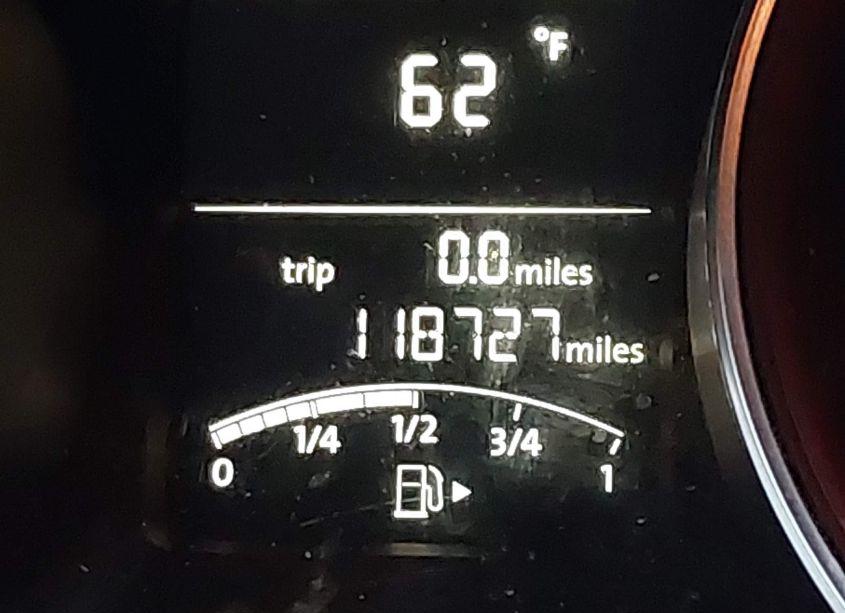 62 °F
trip 0.0 miles
118727 miles
0 1/4 1/2 3/4 1